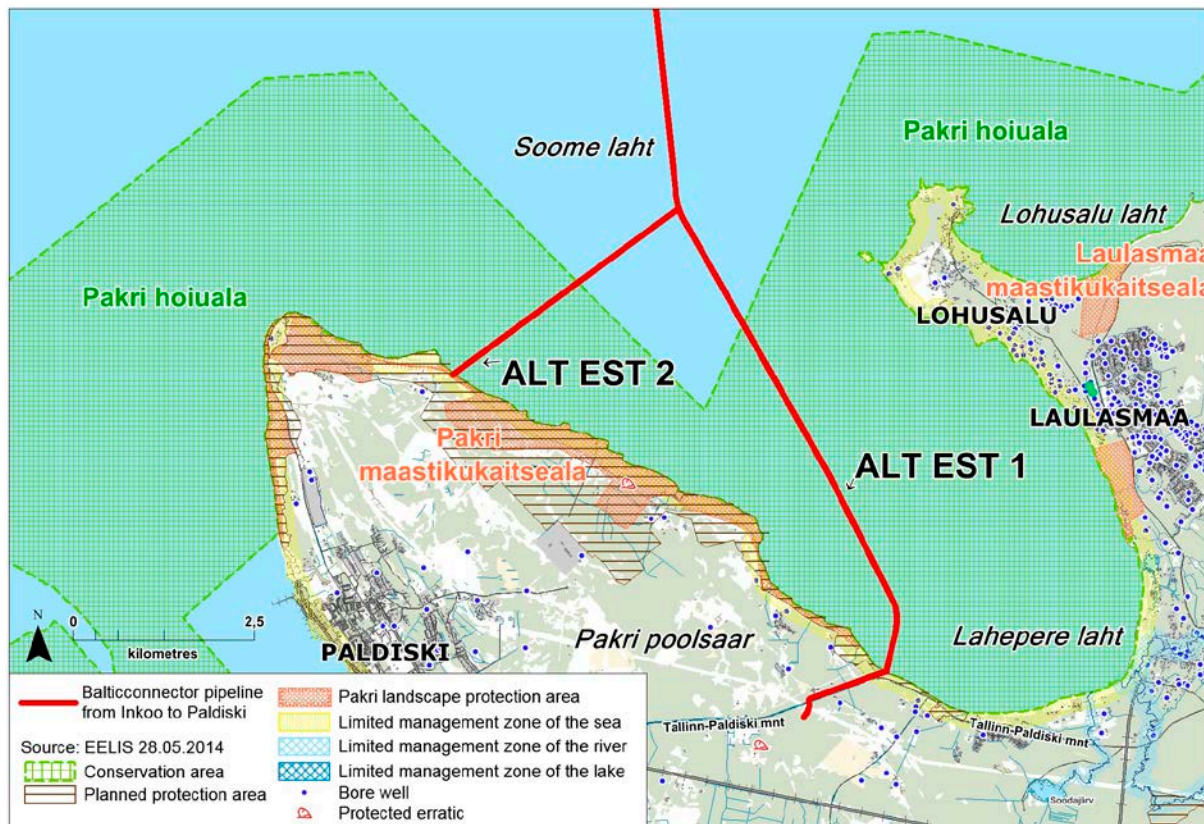 Soome laht
Pakri hoiuala
Lohusalu laht
Laulasmaa
maastikukaitseala
LOHUSALU
Pakri hoiuala
ALT EST 2
LAULASMAA
Pakri
maastikukaitseala
ALT EST 1
N
0 2,5
kilometres
PALDISKI
Pakri poolsaar
Lahepere laht
Tallinn-Paldiski mnt
Tallinn-Paldiski mnt
Soodajärv
Balticconnector pipeline
from Inkoo to Paldiski
Source: EELIS 28.05.2014
Conservation area
Planned protection area
Pakri landscape protection area
Limited management zone of the sea
Limited management zone of the river
Limited management zone of the lake
Bore well
Protected erratic